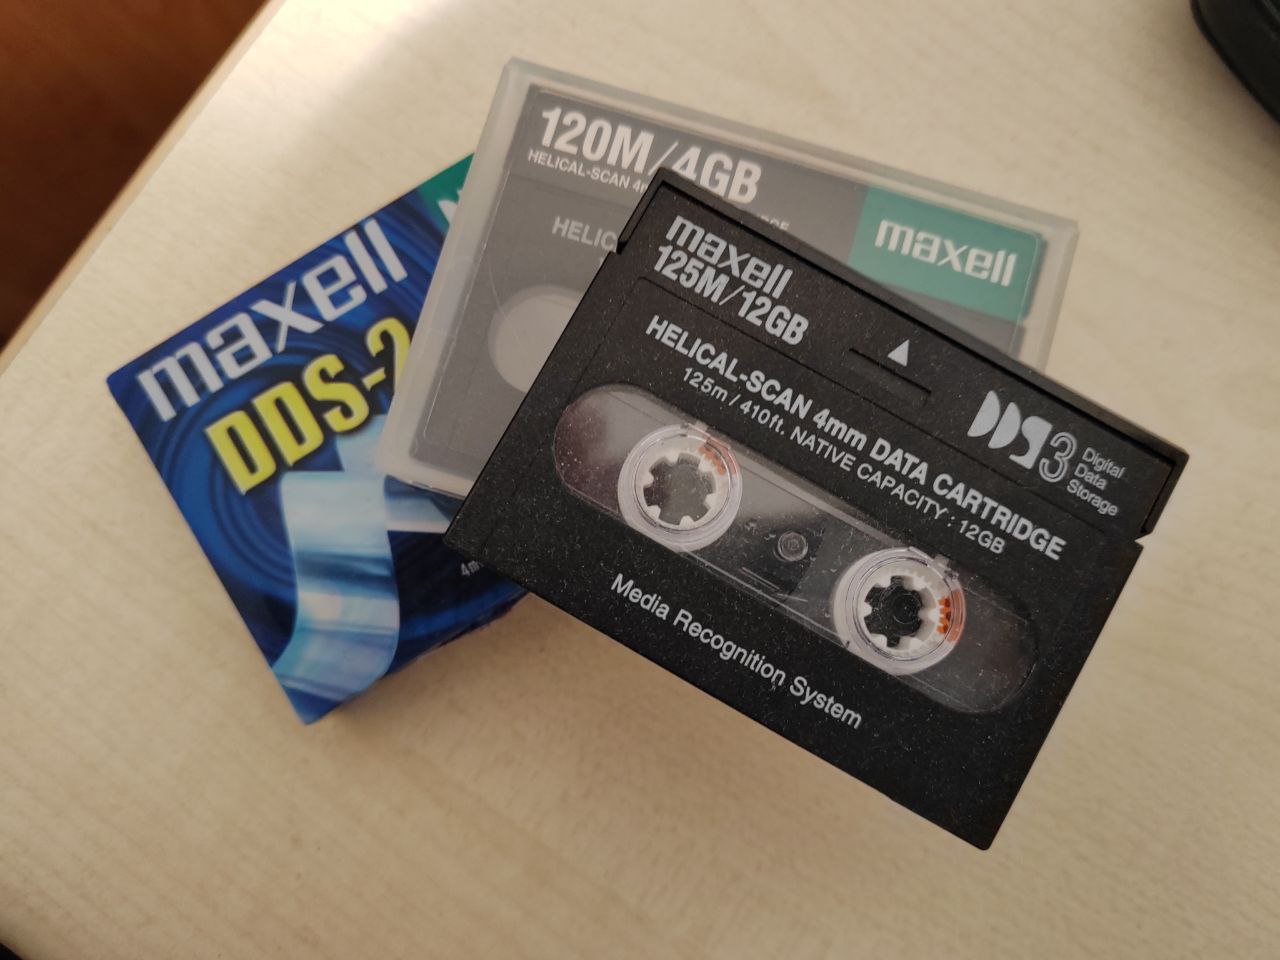 120M/4GB
HELICAL-SCAN
maxell
HELIC
maxell
DDS-2
maxell
125M/12GB
HELICAL-SCAN 4mm DATA CARTRIDGE
125m / 410ft. NATIVE CAPACITY : 12GB
DDS3
Digital
Data
Storage
Media Recognition System